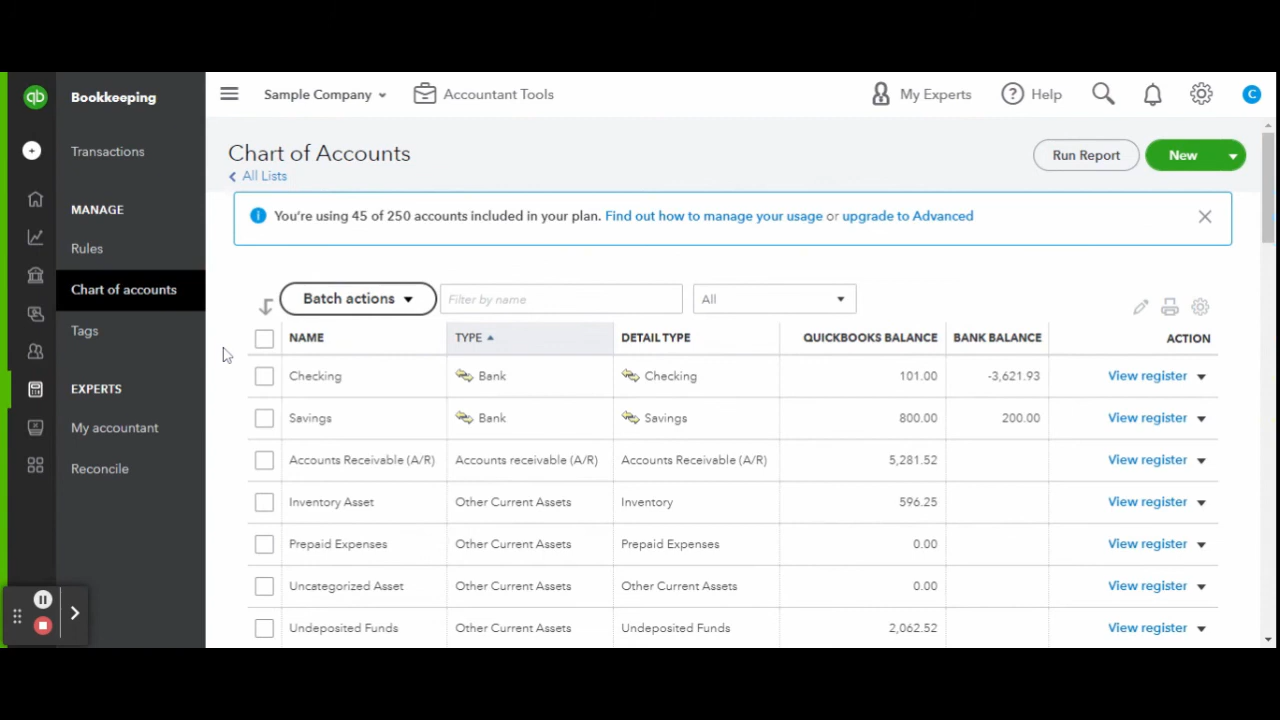 qb
Bookkeeping
Transactions
MANAGE
Rules
Chart of accounts
Tags
EXPERTS
My accountant
Reconcile
Sample Company
Accountant Tools
My Experts
Help
C
Chart of Accounts
All Lists
Run Report
New
You're using 45 of 250 accounts included in your plan. Find out how to manage your usage or upgrade to Advanced
Batch actions
Filter by name
All
NAME TYPE DETAIL TYPE QUICKBOOKS BALANCE BANK BALANCE ACTION
Checking Bank Checking 101.00 -3,621.93 View register
Savings Bank Savings 800.00 200.00 View register
Accounts Receivable (A/R) Accounts receivable (A/R) Accounts Receivable (A/R) 5,281.52 View register
Inventory Asset Other Current Assets Inventory 596.25 View register
Prepaid Expenses Other Current Assets Prepaid Expenses 0.00 View register
Uncategorized Asset Other Current Assets Other Current Assets 0.00 View register
Undeposited Funds Other Current Assets Undeposited Funds 2,062.52 View register